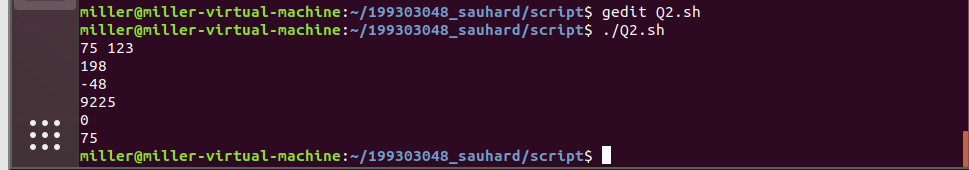 miller@miller-virtual-machine:~/199303048_sauhard/script$ gedit Q2.sh
miller@miller-virtual-machine:~/199303048_sauhard/script$ ./Q2.sh
75 123
198
-48
9225
0
75
miller@miller-virtual-machine:~/199303048_sauhard/script$